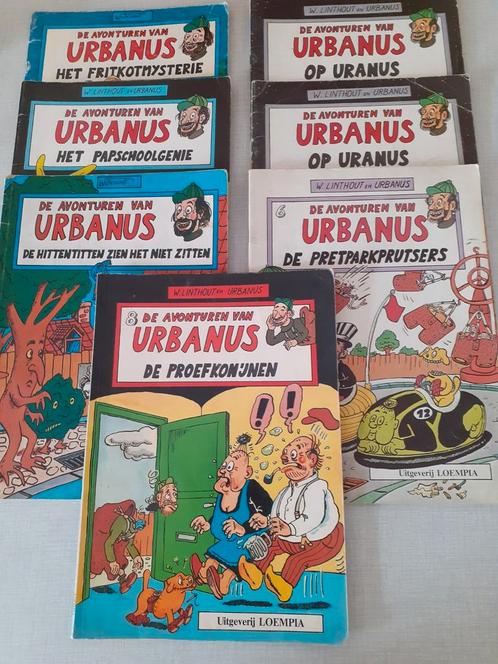 DE AVONTUREN VAN
URBANUS
HET FRITKOTMYSTERIE
W. LINTHOUT en URBANUS
DE AVONTUREN VAN
URBANUS
OP URANUS
W. LINTHOUT en URBANUS
DE AVONTUREN VAN
URBANUS
HET PAPSCHOOLGENIE
W. LINTHOUT en URBANUS
DE AVONTUREN VAN
URBANUS
OP URANUS
DE AVONTUREN VAN
URBANUS
DE HITTENTITTEN ZIEN HET NIET ZITTEN
W. LINTHOUT en URBANUS
6
DE AVONTUREN VAN
URBANUS
DE PRETPARKPRUTSERS
12
Uitgeverij LOEMPIA
W. LINTHOUT en URBANUS
8 DE AVONTUREN VAN
URBANUS
DE PROEFKONIJNEN
Uitgeverij LOEMPIA